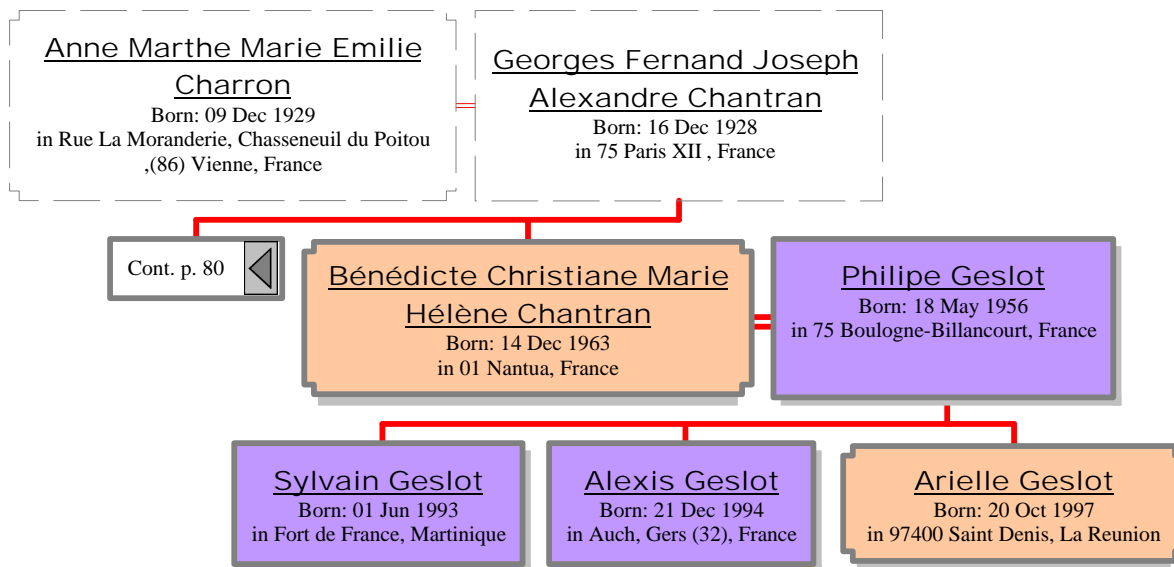 Anne Marthe Marie Emilie
Charron
Born: 09 Dec 1929
in Rue La Moranderie, Chasseneuil du Poitou
,(86) Vienne, France
Georges Fernand Joseph
Alexandre Chantran
Born: 16 Dec 1928
in 75 Paris XII , France
Cont. p. 80
Bénédicte Christiane Marie
Hélène Chantran
Born: 14 Dec 1963
in 01 Nantua, France
Philipe Geslot
Born: 18 May 1956
in 75 Boulogne-Billancourt, France
Sylvain Geslot
Born: 01 Jun 1993
in Fort de France, Martinique
Alexis Geslot
Born: 21 Dec 1994
in Auch, Gers (32), France
Arielle Geslot
Born: 20 Oct 1997
in 97400 Saint Denis, La Reunion